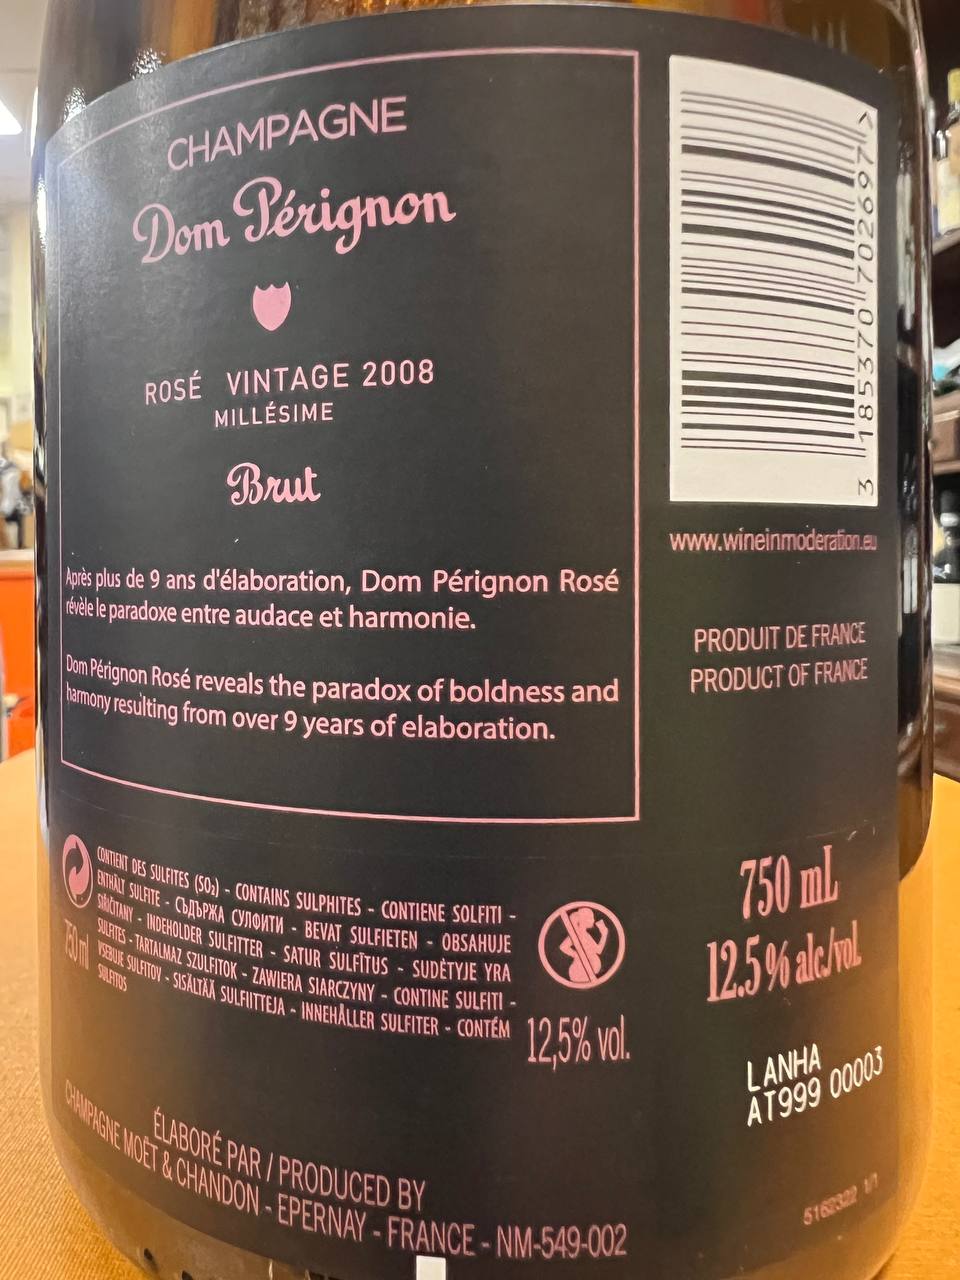 CHAMPAGNE
Dom Pérignon
ROSÉ VINTAGE 2008
MILLÉSIME
Brut
Après plus de 9 ans d'élaboration, Dom Pérignon Rosé
révèle le paradoxe entre audace et harmonie.
Dom Pérignon Rosé reveals the paradox of boldness and
harmony resulting from over 9 years of elaboration.
3 185370 702697 >
www.wineinmoderation.eu
PRODUIT DE FRANCE
PRODUCT OF FRANCE
750 ml
CONTIENT DES SULFITES (SO₂) - CONTAINS SULPHITES - CONTIENE SOLFITI -
ENTHÄLT SULFITE - СЪДЪРЖА СУЛФИТИ - BEVAT SULFIETEN - OBSAHUJE
SIŘIČITANY - INDEHOLDER SULFITTER - SATUR SULFĪTUS - SUDĖTYJE YRA
SULFITES - TARTALMAZ SZULFITOK - ZAWIERA SIARCZYNY - CONTINE SULFITI -
VSEBUJE SULFITOV - SISÄLTÄÄ SULFIITTEJA - INNEHÅLLER SULFITER - CONTÉM
SULFITOS
12,5% vol.
750 mL
12.5% alc./vol.
LANHA
AT999 00003
ÉLABORÉ PAR / PRODUCED BY
CHAMPAGNE MOËT & CHANDON - EPERNAY - FRANCE - NM-549-002
5162322 1/1